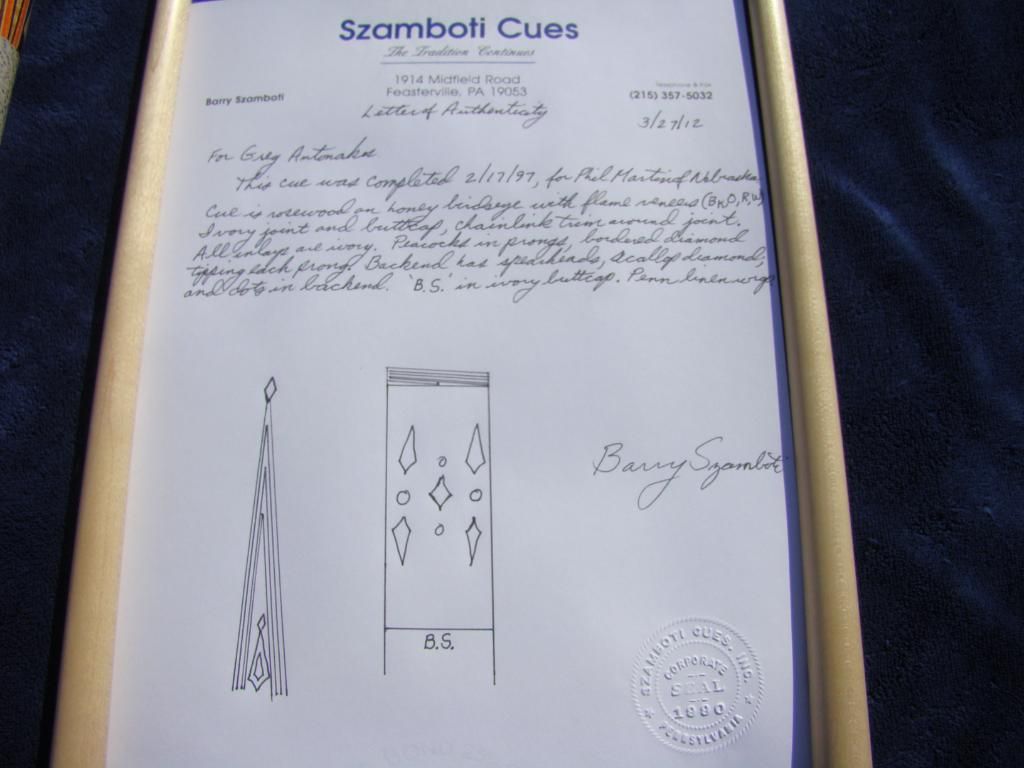 Szamboti Cues
The Tradition Continues
1914 Midfield Road
Feasterville, PA 19053
Barry Szamboti
Telephone & Fax
(215) 357-5032
Letter of Authenticity
3/27/12
For Greg Antonakos
This cue was completed 2/17/97, for Phil Martin of Nebraska
Cue is rosewood on honey birdseye with flame veneers (BK, O, R, W)
Ivory joint and buttcap, chainlink trim around joint.
All inlays are ivory. Peacocks in prongs, bordered diamond
tipping each prong. Backend has spearheads, scallop diamond,
and dots in backend. 'B.S.' in ivory buttcap. Penn linen wrap
Barry Szamboti
B.S.
SZAMBOTI CUES, INC.
CORPORATE
SEAL
1990
PENNSYLVANIA